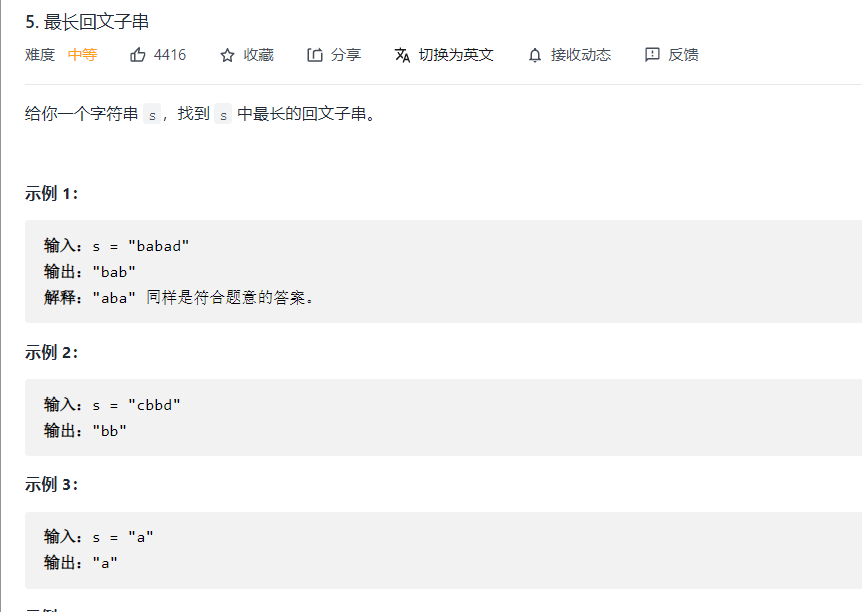 5. 最长回文子串
难度 中等 4416 收藏 分享 切换为英文 接收动态 反馈
给你一个字符串 s，找到 s 中最长的回文子串。
示例 1：
输入：s = "babad"
输出："bab"
解释："aba" 同样是符合题意的答案。
示例 2：
输入：s = "cbbd"
输出："bb"
示例 3：
输入：s = "a"
输出："a"